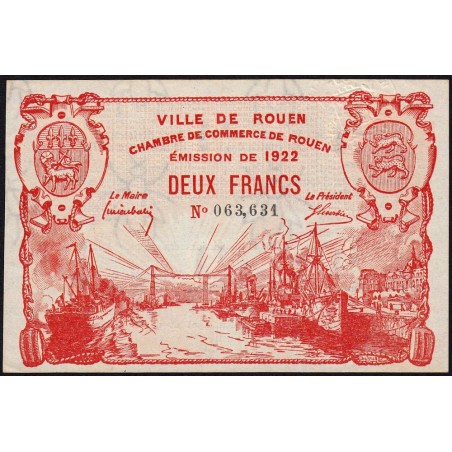 VILLE DE ROUEN
CHAMBRE DE COMMERCE DE ROUEN
ÉMISSION DE 1922
DEUX FRANCS
Le Maire
Le Président
No 063,631